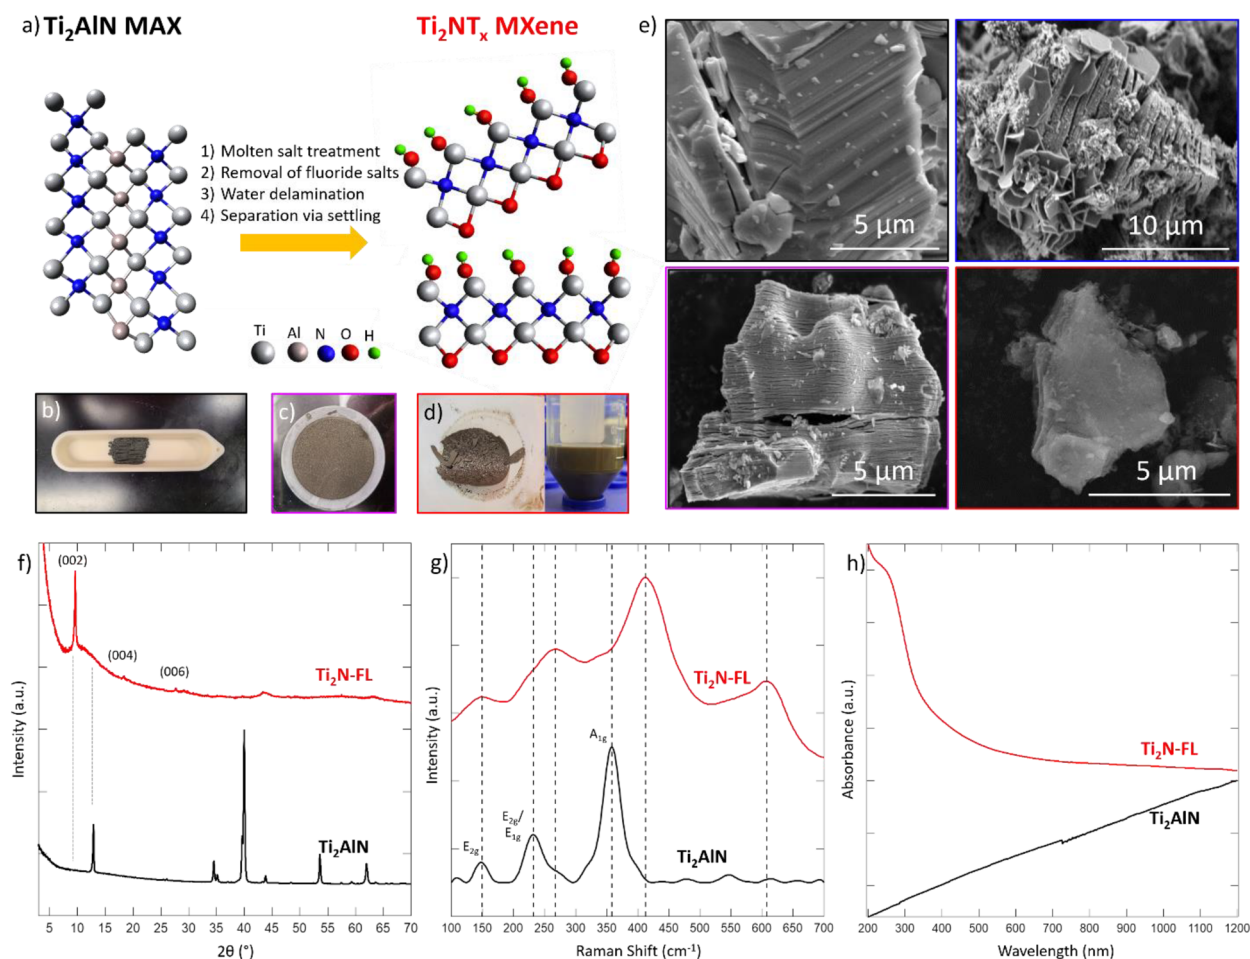 a) Ti₂AlN MAX
Ti₂NTₓ MXene
1) Molten salt treatment
2) Removal of fluoride salts
3) Water delamination
4) Separation via settling
Ti Al N O H
b)
c)
d)
e)
5 µm
10 µm
5 µm
5 µm
f)
(002)
(004)
(006)
Ti₂N-FL
Ti₂AlN
Intensity (a.u.)
5 10 15 20 25 30 35 40 45 50 55 60 65 70
2θ (°)
g)
Ti₂N-FL
A₁g
E₂g/
E₁g
E₂g
Ti₂AlN
Intensity (a.u.)
100 150 200 250 300 350 400 450 500 550 600 650 700
Raman Shift (cm⁻¹)
h)
Ti₂N-FL
Ti₂AlN
Absorbance (a.u.)
200 300 400 500 600 700 800 900 1000 1100 1200
Wavelength (nm)